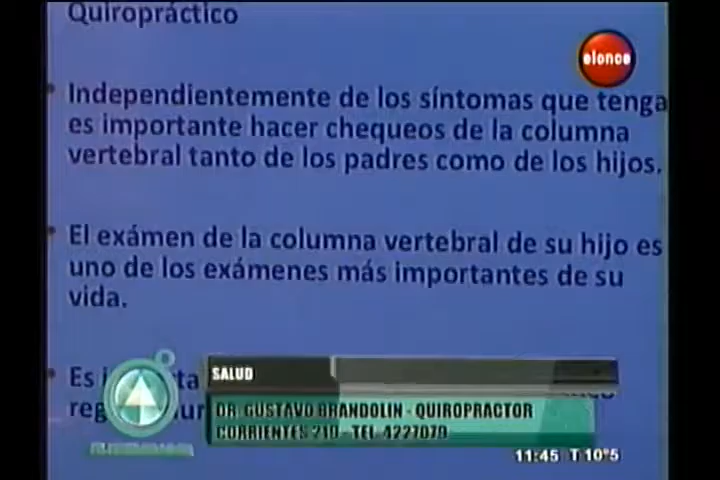 Quiropráctico
elonce
• Independientemente de los síntomas que tenga
es importante hacer chequeos de la columna
vertebral tanto de los padres como de los hijos.
• El exámen de la columna vertebral de su hijo es
uno de los exámenes más importantes de su
vida.
• Es
SALUD
DR. GUSTAVO BRANDOLIN - QUIROPRACTOR
CORRIENTES 210 - TEL 4227079
11:45 T 10°5